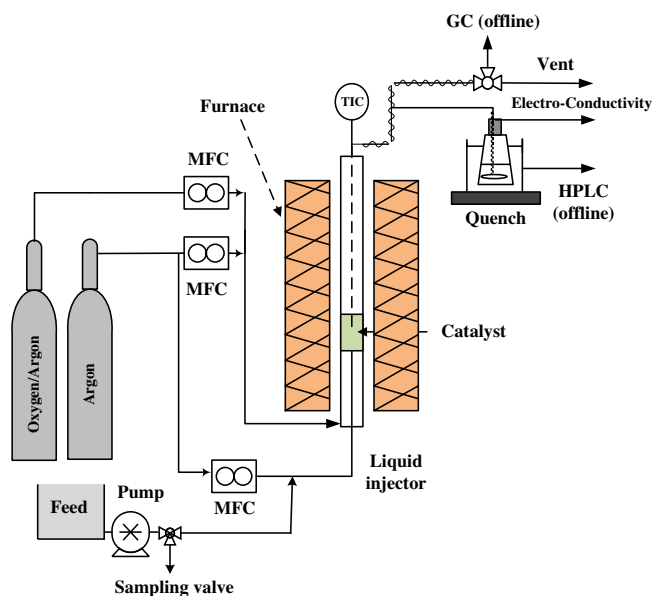 GC (offline)
Vent
TIC
Electro-Conductivity
Furnace
MFC
HPLC
(offline)
Quench
MFC
Oxygen/Argon
Argon
Catalyst
Liquid
injector
MFC
Feed
Pump
Sampling valve